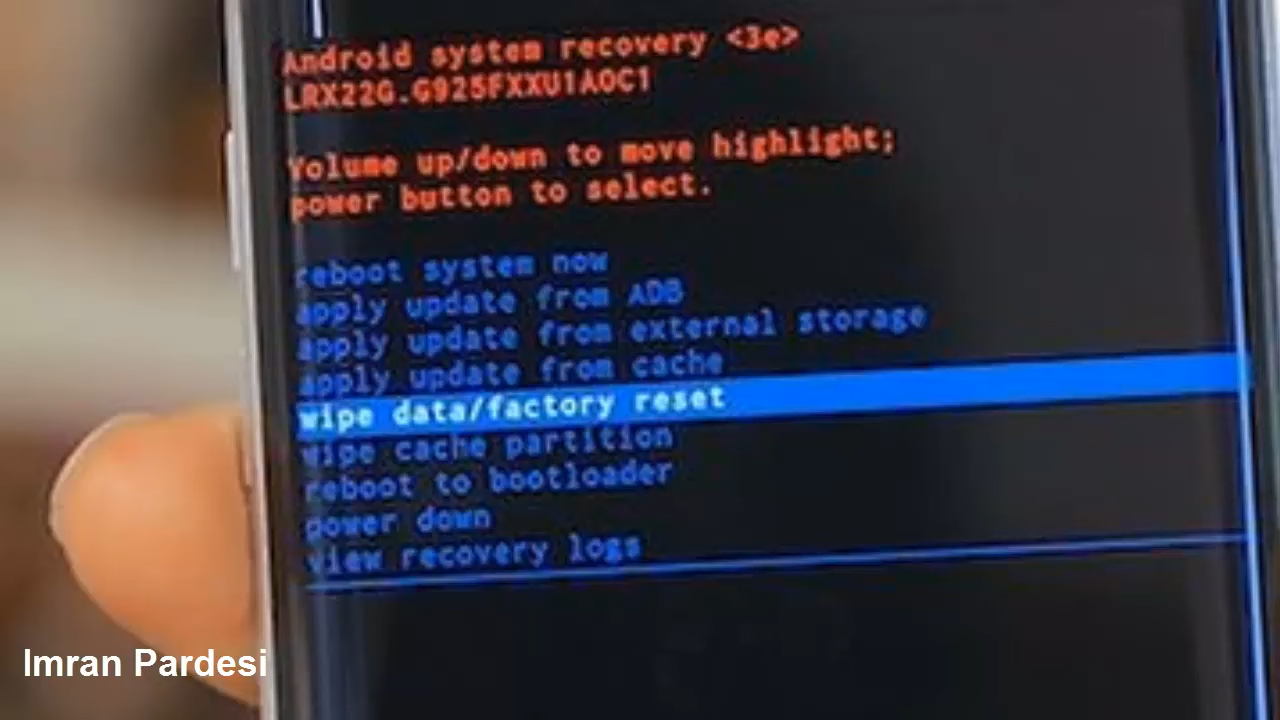 Android system recovery <3e>
LRX22G.G925FXXU1AOC1
Volume up/down to move highlight;
power button to select.
reboot system now
apply update from ADB
apply update from external storage
apply update from cache
wipe data/factory reset
wipe cache partition
reboot to bootloader
power down
view recovery logs
Imran Pardesi